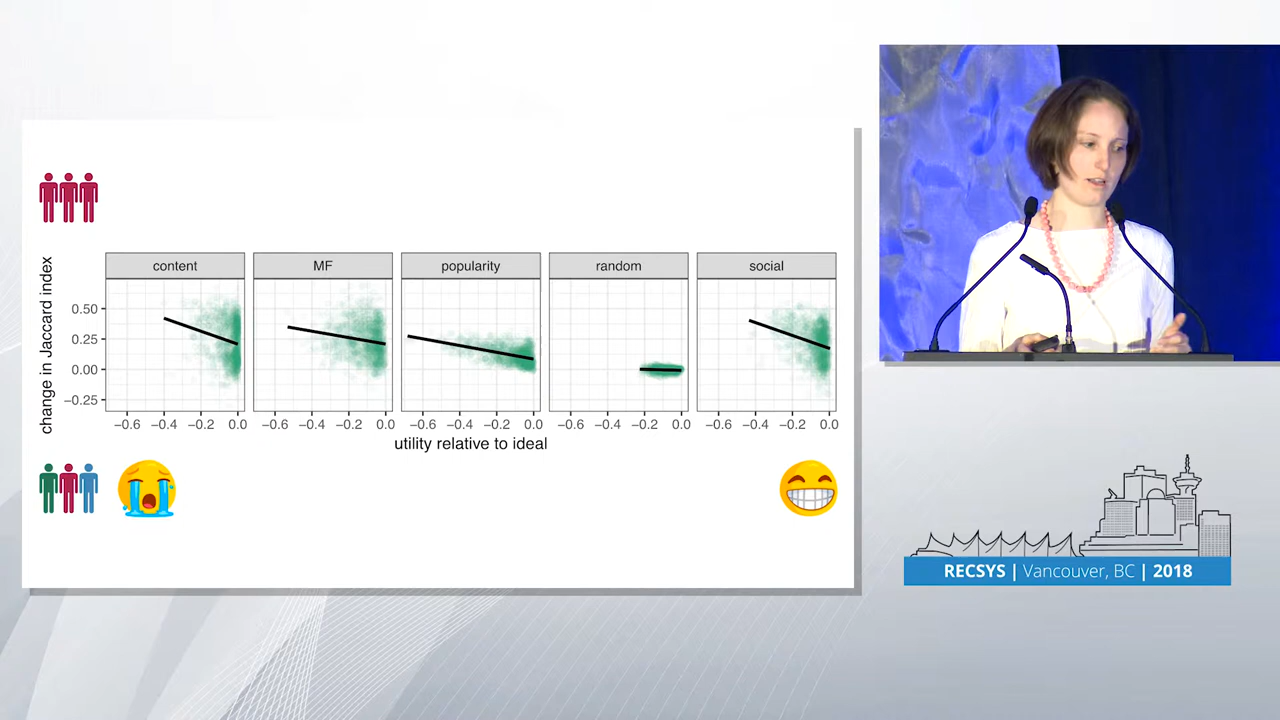 content
MF
popularity
random
social
change in Jaccard index
0.50
0.25
0.00
−0.25
−0.6 −0.4 −0.2 0.0
−0.6 −0.4 −0.2 0.0
−0.6 −0.4 −0.2 0.0
−0.6 −0.4 −0.2 0.0
−0.6 −0.4 −0.2 0.0
utility relative to ideal
RECSYS | Vancouver, BC | 2018